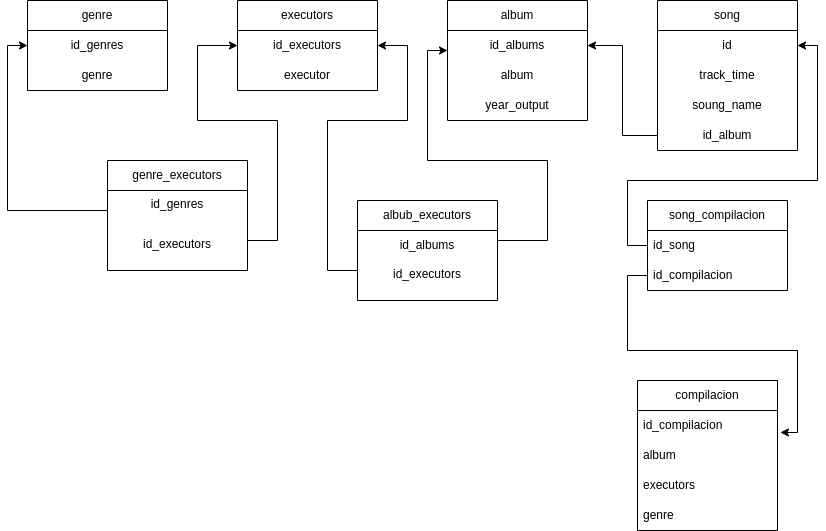 genre
id_genres
genre
executors
id_executors
executor
album
id_albums
album
year_output
song
id
track_time
soung_name
id_album
genre_executors
id_genres
id_executors
albub_executors
id_albums
id_executors
song_compilacion
id_song
id_compilacion
compilacion
id_compilacion
album
executors
genre